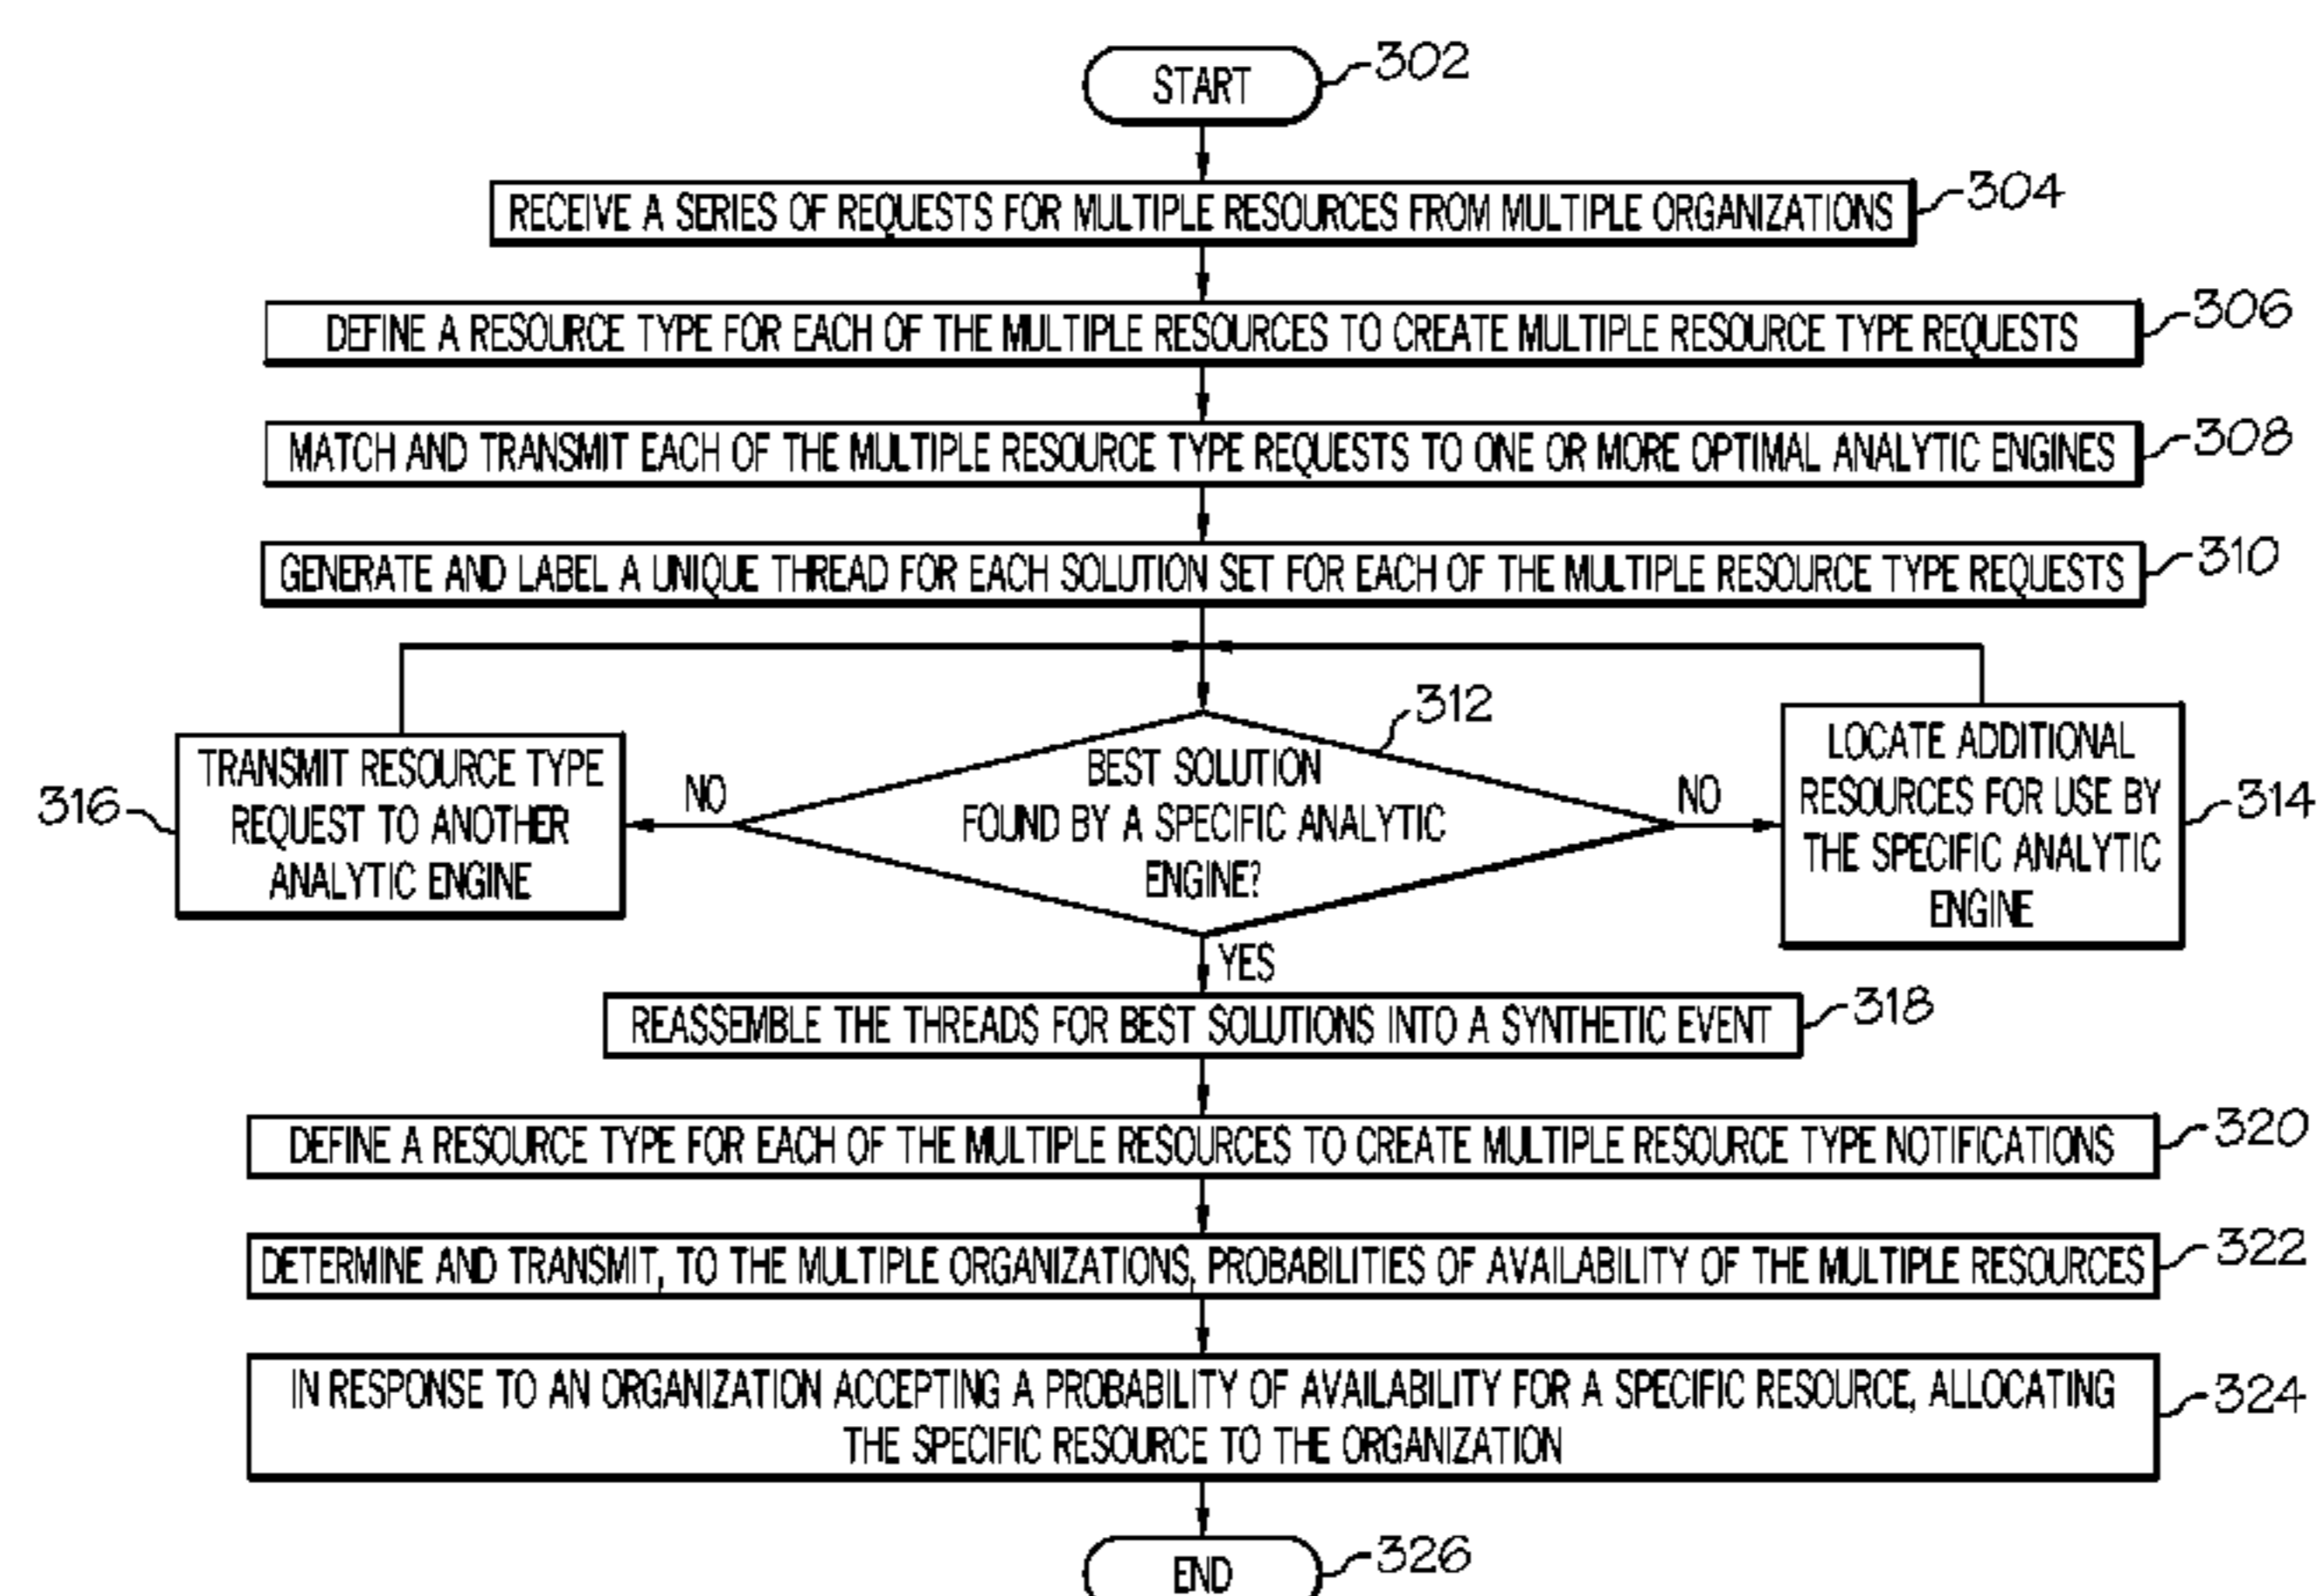 START
302
RECEIVE A SERIES OF REQUESTS FOR MULTIPLE RESOURCES FROM MULTIPLE ORGANIZATIONS
304
DEFINE A RESOURCE TYPE FOR EACH OF THE MULTIPLE RESOURCES TO CREATE MULTIPLE RESOURCE TYPE REQUESTS
306
MATCH AND TRANSMIT EACH OF THE MULTIPLE RESOURCE TYPE REQUESTS TO ONE OR MORE OPTIMAL ANALYTIC ENGINES
308
GENERATE AND LABEL A UNIQUE THREAD FOR EACH SOLUTION SET FOR EACH OF THE MULTIPLE RESOURCE TYPE REQUESTS
310
316
TRANSMIT RESOURCE TYPE
REQUEST TO ANOTHER
ANALYTIC ENGINE
NO
312
BEST SOLUTION
FOUND BY A SPECIFIC ANALYTIC
ENGINE?
NO
LOCATE ADDITIONAL
RESOURCES FOR USE BY
THE SPECIFIC ANALYTIC
ENGINE
314
YES
REASSEMBLE THE THREADS FOR BEST SOLUTIONS INTO A SYNTHETIC EVENT
318
DEFINE A RESOURCE TYPE FOR EACH OF THE MULTIPLE RESOURCES TO CREATE MULTIPLE RESOURCE TYPE NOTIFICATIONS
320
DETERMINE AND TRANSMIT, TO THE MULTIPLE ORGANIZATIONS, PROBABILITIES OF AVAILABILITY OF THE MULTIPLE RESOURCES
322
IN RESPONSE TO AN ORGANIZATION ACCEPTING A PROBABILITY OF AVAILABILITY FOR A SPECIFIC RESOURCE, ALLOCATING
THE SPECIFIC RESOURCE TO THE ORGANIZATION
324
END
326